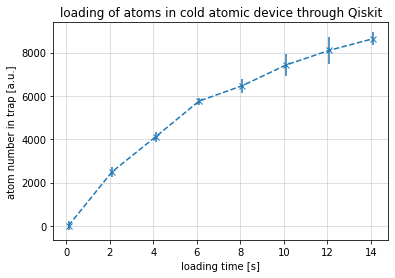 loading of atoms in cold atomic device through Qiskit
atom number in trap [a.u.]
8000
6000
4000
2000
0
0 2 4 6 8 10 12 14
loading time [s]